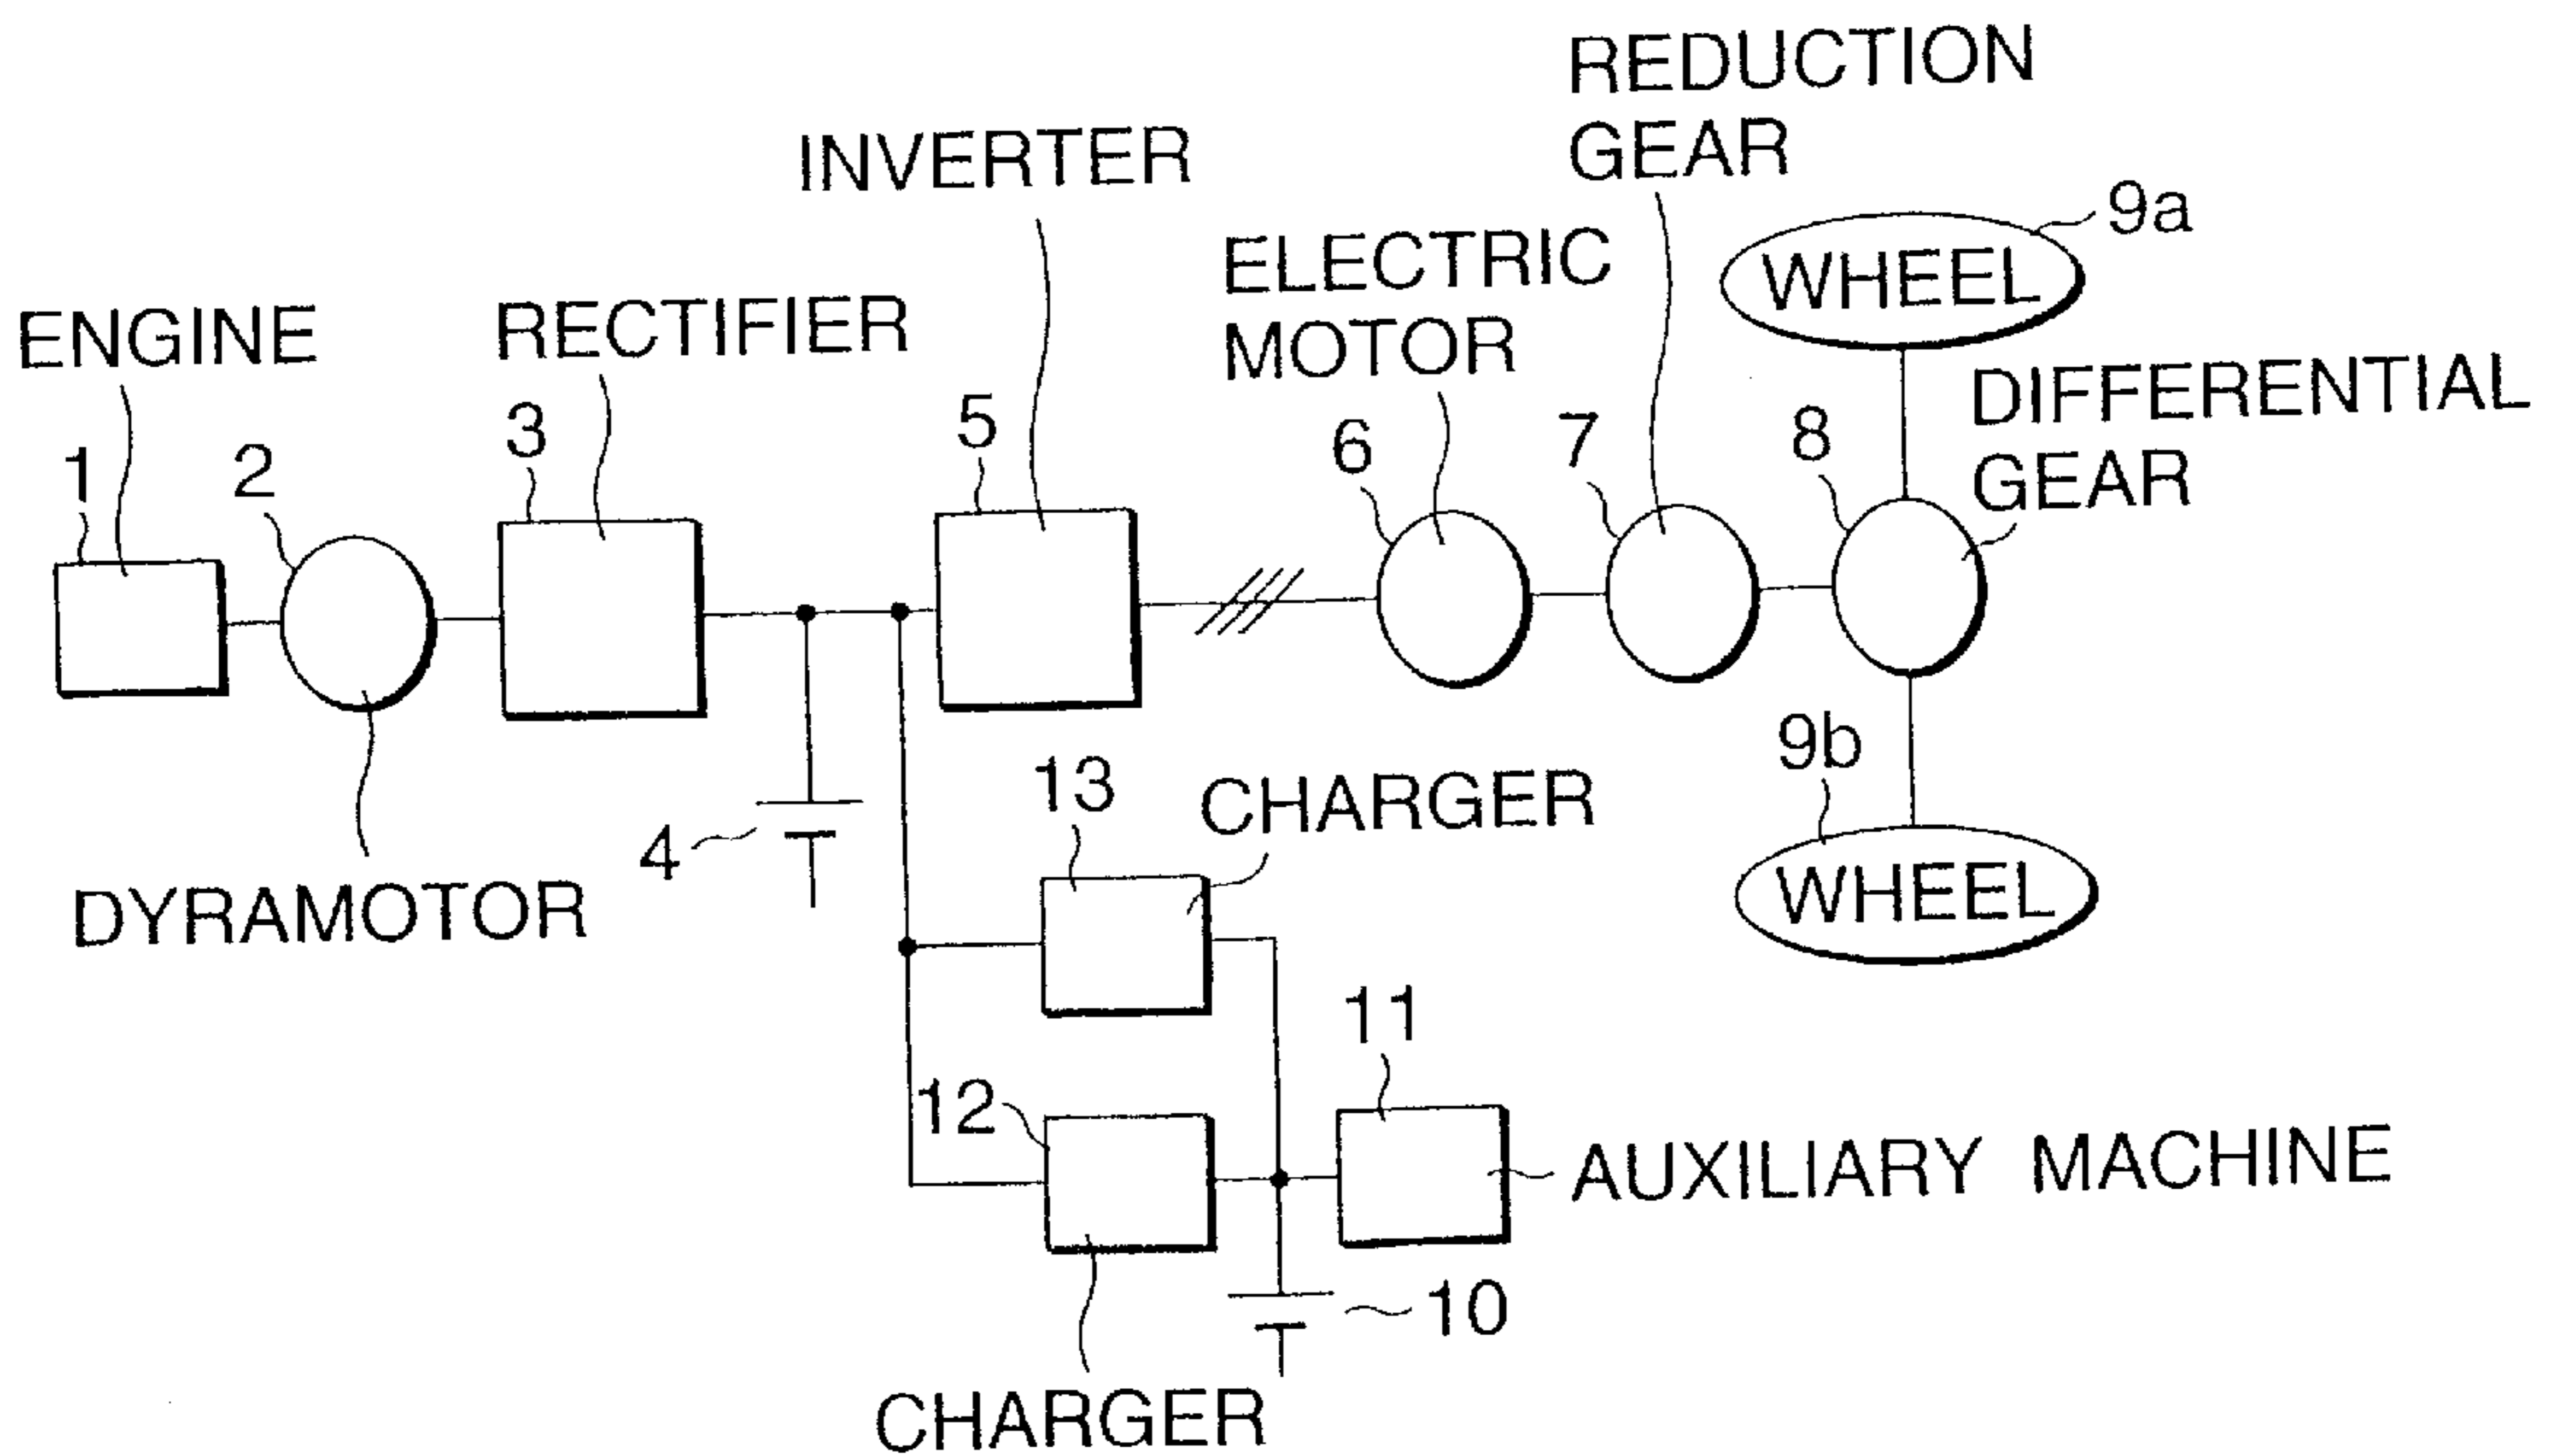 REDUCTION
GEAR
INVERTER
9a
WHEEL
ELECTRIC
MOTOR
ENGINE
RECTIFIER
DIFFERENTIAL
GEAR
1
2
3
5
6
7
8
9b
WHEEL
13
CHARGER
4
DYRAMOTOR
11
12
AUXILIARY MACHINE
10
CHARGER